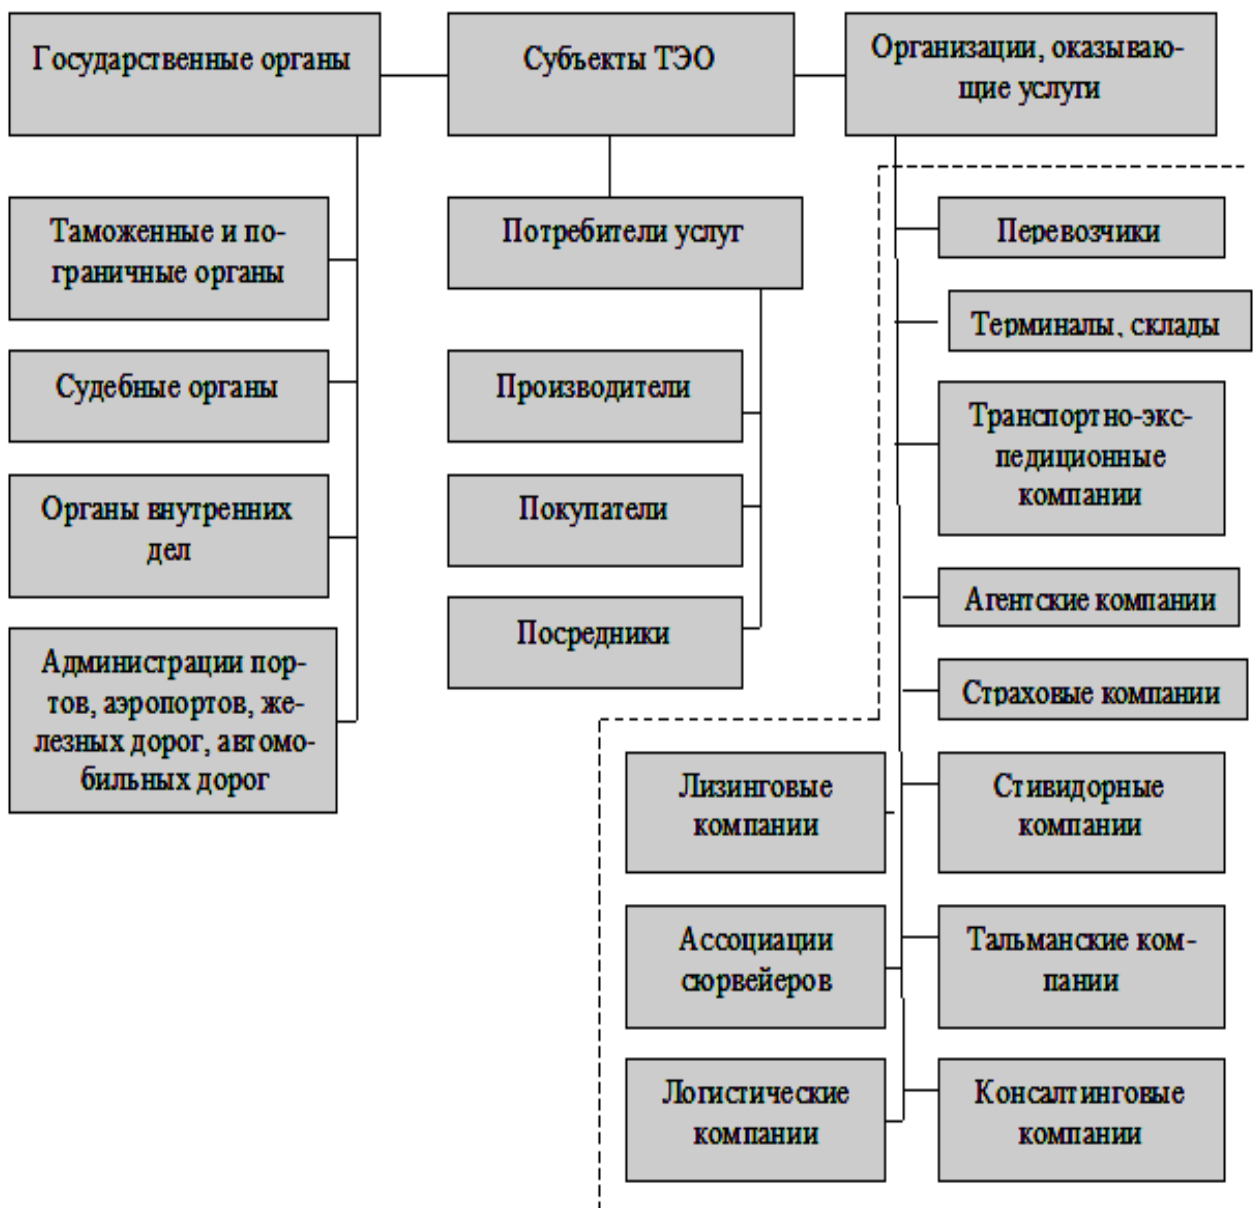 Государственные органы
Субъекты ТЭО
Организации, оказываю-
щие услуги
Таможенные и по-
граничные органы
Судебные органы
Органы внутренних
дел
Администрации пор-
тов, аэропортов, же-
лезных дорог, автомо-
бильных дорог
Потребители услуг
Производители
Покупатели
Посредники
Перевозчики
Терминалы, склады
Транспортно-экс-
педиционные
компании
Агентские компании
Страховые компании
Лизинговые
компании
Стивидорные
компании
Ассоциации
сюрвейеров
Тальманские ком-
пании
Логистические
компании
Консалтинговые
компании